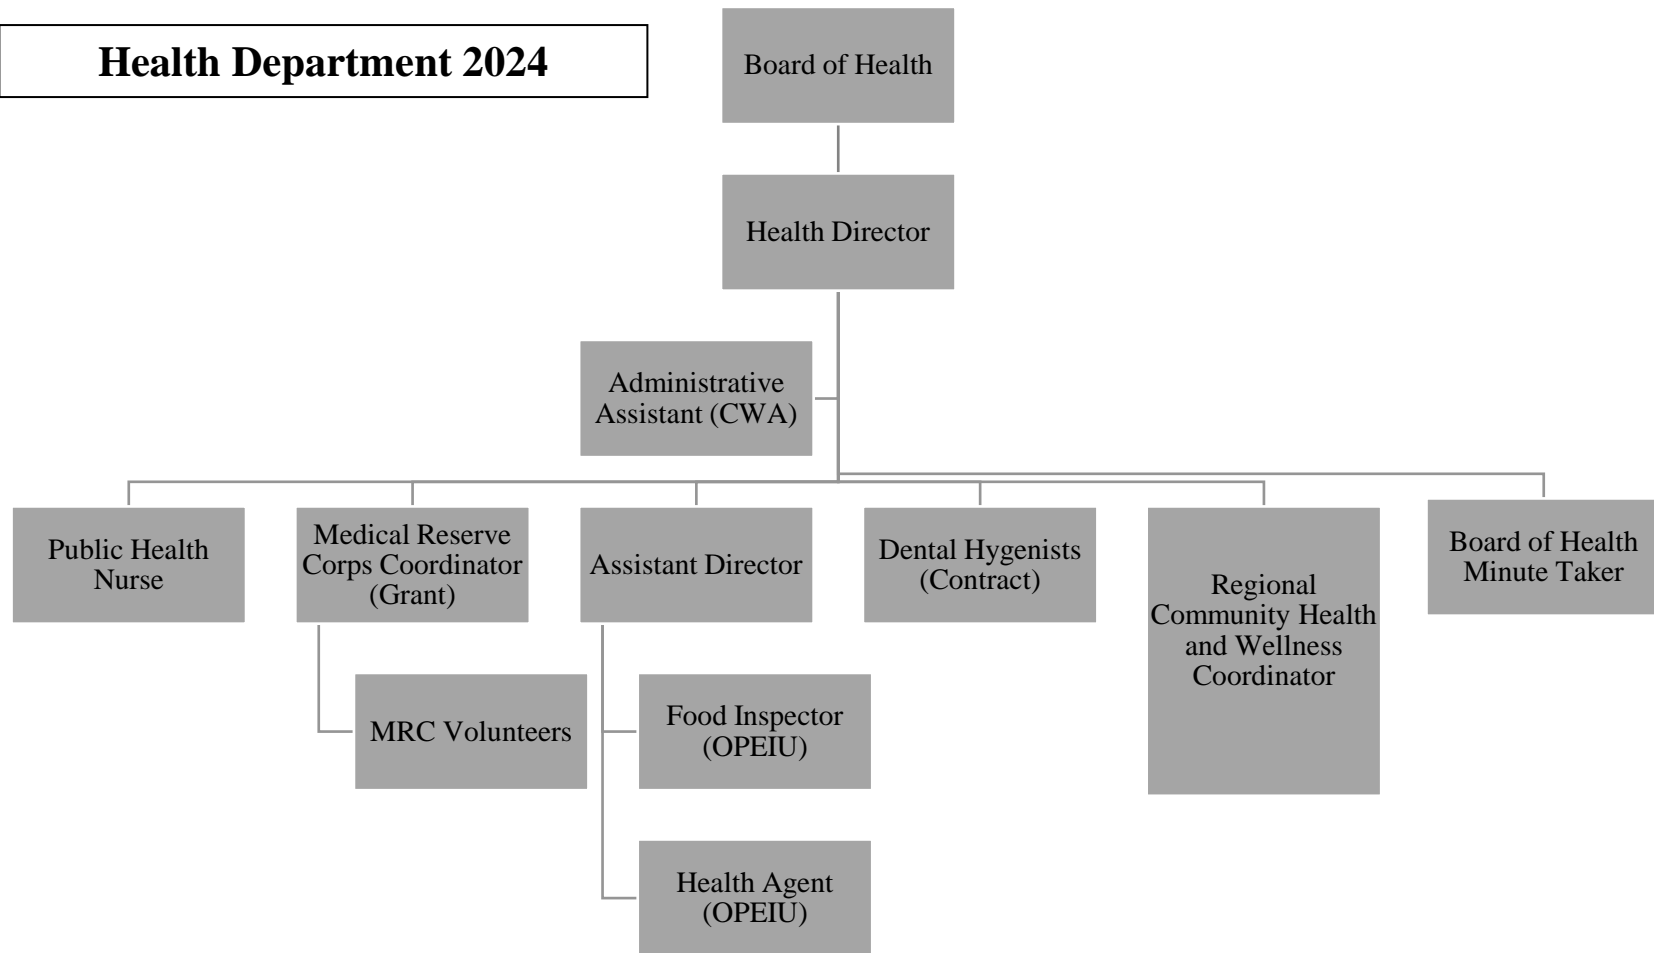 Health Department 2024
Board of Health
Health Director
Administrative
Assistant (CWA)
Public Health
Nurse
Medical Reserve
Corps Coordinator
(Grant)
Assistant Director
Dental Hygenists
(Contract)
Regional
Community Health
and Wellness
Coordinator
Board of Health
Minute Taker
MRC Volunteers
Food Inspector
(OPEIU)
Health Agent
(OPEIU)